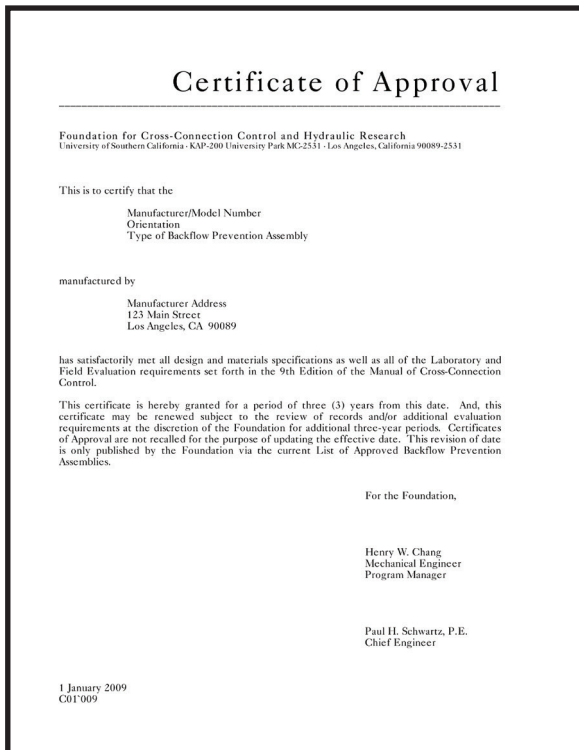 Certificate of Approval
Foundation for Cross-Connection Control and Hydraulic Research
University of Southern California · KAP-200 University Park MC-2531 · Los Angeles, California 90089-2531
This is to certify that the
Manufacturer/Model Number
Orientation
Type of Backflow Prevention Assembly
manufactured by
Manufacturer Address
123 Main Street
Los Angeles, CA 90089
has satisfactorily met all design and materials specifications as well as all of the Laboratory and
Field Evaluation requirements set forth in the 9th Edition of the Manual of Cross-Connection
Control.
This certificate is hereby granted for a period of three (3) years from this date. And, this
certificate may be renewed subject to the review of records and/or additional evaluation
requirements at the discretion of the Foundation for additional three-year periods. Certificates
of Approval are not recalled for the purpose of updating the effective date. This revision of date
is only published by the Foundation via the current List of Approved Backflow Prevention
Assemblies.
For the Foundation,
Henry W. Chang
Mechanical Engineer
Program Manager
Paul H. Schwartz, P.E.
Chief Engineer
1 January 2009
C01`009